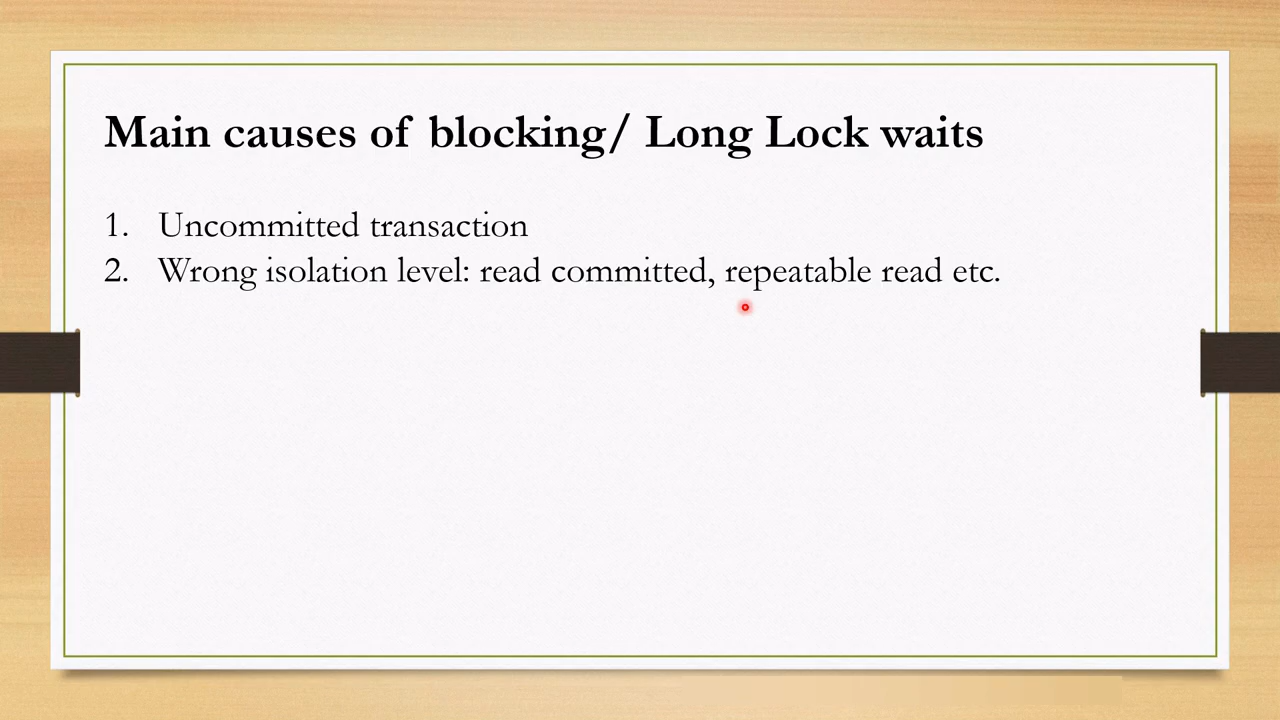 Main causes of blocking/ Long Lock waits
1. Uncommitted transaction
2. Wrong isolation level: read committed, repeatable read etc.